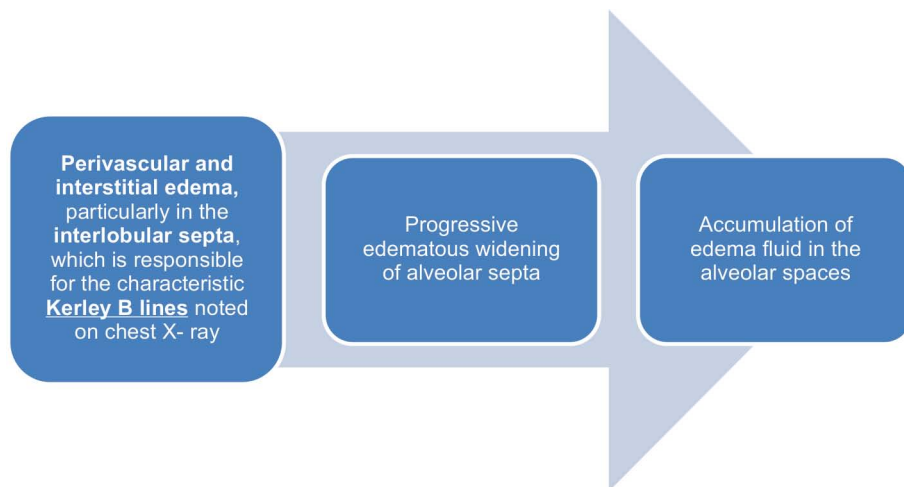 Perivascular and
interstitial edema,
particularly in the
interlobular septa,
which is responsible
for the characteristic
Kerley B lines noted
on chest X- ray
Progressive
edematous widening
of alveolar septa
Accumulation of
edema fluid in the
alveolar spaces